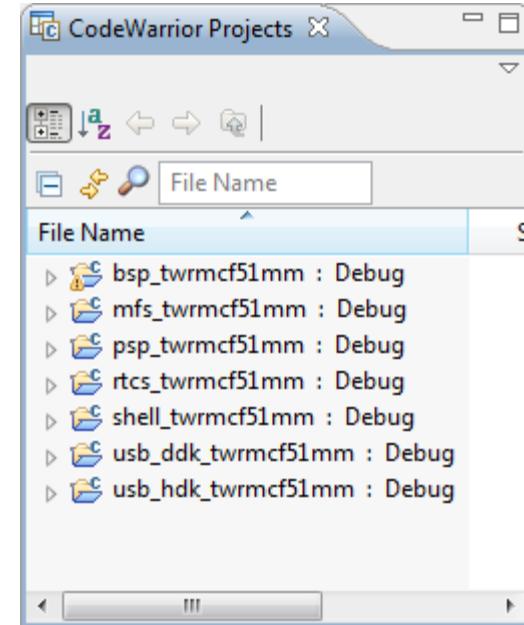 CodeWarrior Projects
File Name
File Name
bsp_twrmcf51mm : Debug
mfs_twrmcf51mm : Debug
psp_twrmcf51mm : Debug
rtcs_twrmcf51mm : Debug
shell_twrmcf51mm : Debug
usb_ddk_twrmcf51mm : Debug
usb_hdk_twrmcf51mm : Debug